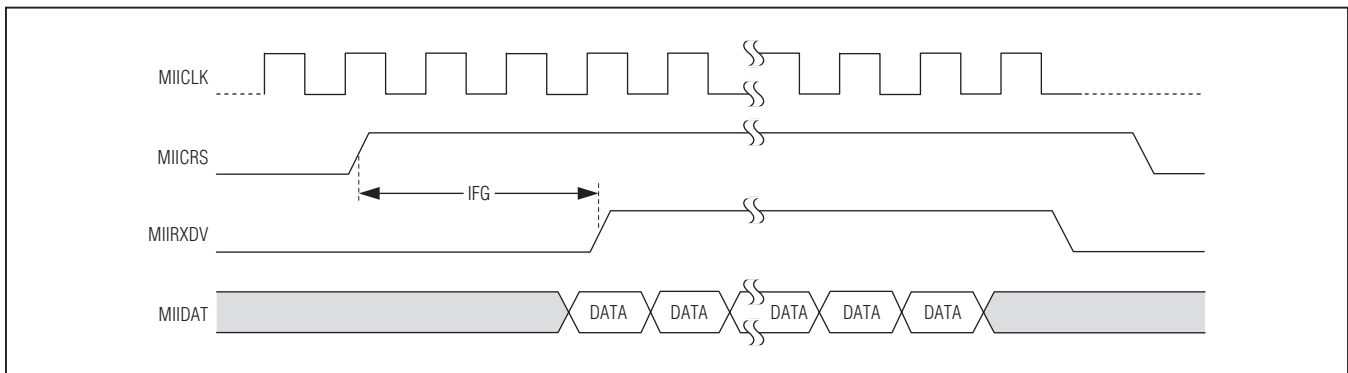 MIICLK
MIICRS
IFG
MIIRXDV
MIIDAT
DATA DATA DATA DATA DATA